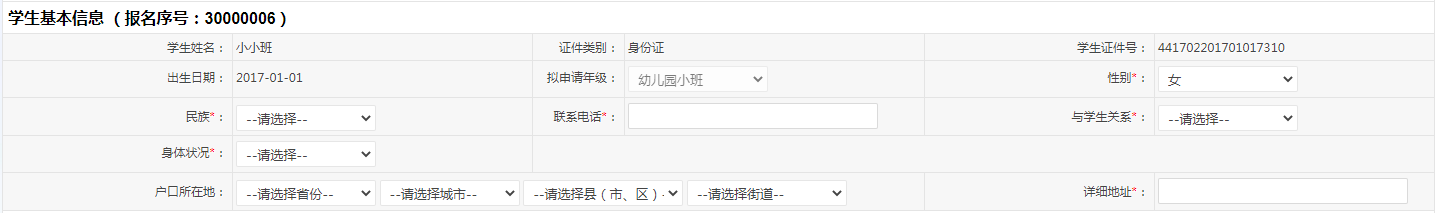 学生基本信息 （报名序号：30000006）
学生姓名： 小小班 证件类别： 身份证 学生证件号： 441702201701017310
出生日期： 2017-01-01 拟申请年级： 幼儿园小班 性别*： 女
民族*： --请选择-- 联系电话*： 与学生关系*： --请选择--
身体状况*： --请选择--
户口所在地： --请选择省份-- --请选择城市-- --请选择县（市、区）- --请选择街道-- 详细地址*：